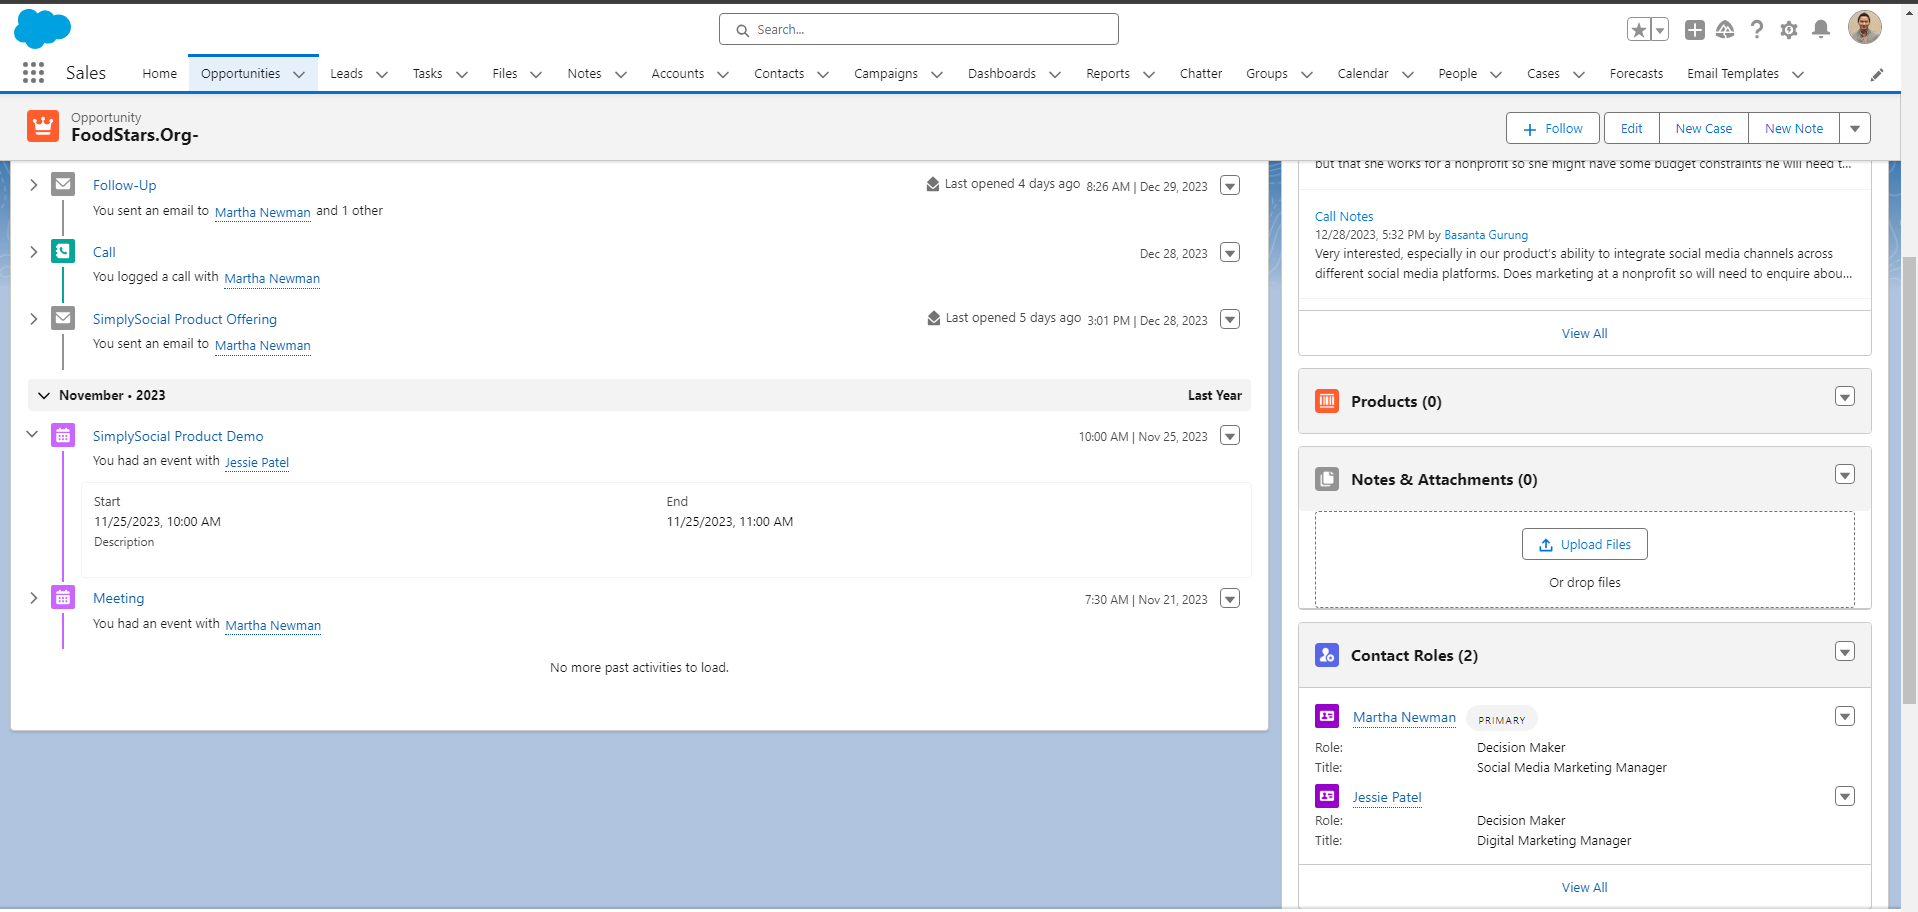 Search...
Sales
Home
Opportunities
Leads
Tasks
Files
Notes
Accounts
Contacts
Campaigns
Dashboards
Reports
Chatter
Groups
Calendar
People
Cases
Forecasts
Email Templates
Opportunity
FoodStars.Org-
Follow
Edit
New Case
New Note
Follow-Up
Last opened 4 days ago 8:26 AM | Dec 29, 2023
You sent an email to Martha Newman and 1 other
Call
Dec 28, 2023
You logged a call with Martha Newman
SimplySocial Product Offering
Last opened 5 days ago 3:01 PM | Dec 28, 2023
You sent an email to Martha Newman
November • 2023
Last Year
SimplySocial Product Demo
10:00 AM | Nov 25, 2023
You had an event with Jessie Patel
Start
11/25/2023, 10:00 AM
End
11/25/2023, 11:00 AM
Description
Meeting
7:30 AM | Nov 21, 2023
You had an event with Martha Newman
No more past activities to load.
but that she works for a nonprofit so she might have some budget constraints he will need t...
Call Notes
12/28/2023, 5:32 PM by Basanta Gurung
Very interested, especially in our product's ability to integrate social media channels across
different social media platforms. Does marketing at a nonprofit so will need to enquire abou...
View All
Products (0)
Notes & Attachments (0)
Upload Files
Or drop files
Contact Roles (2)
Martha Newman PRIMARY
Role: Decision Maker
Title: Social Media Marketing Manager
Jessie Patel
Role: Decision Maker
Title: Digital Marketing Manager
View All